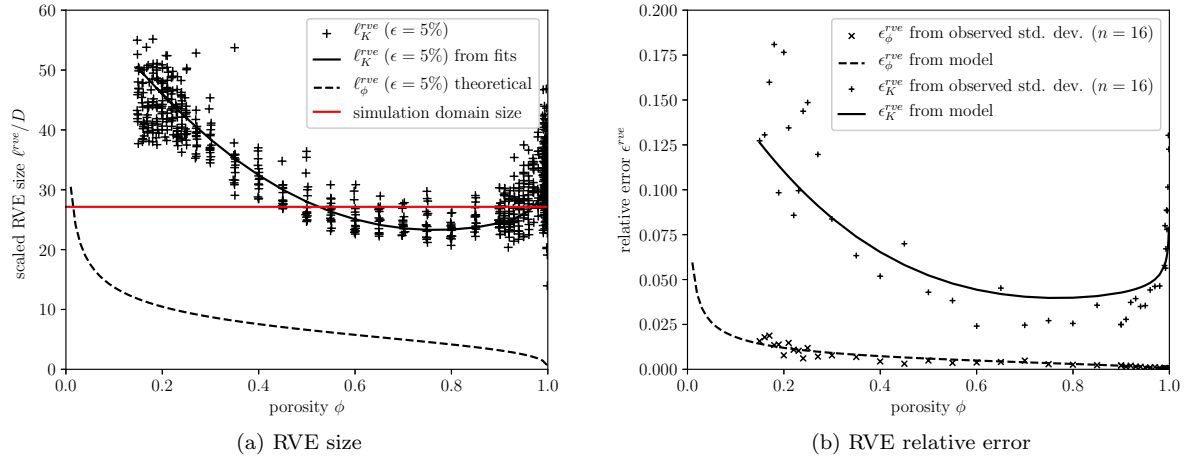 60
50
40
30
20
10
0
0.0 0.2 0.4 0.6 0.8 1.0
scaled RVE size ℓ^{rve}/D
porosity ϕ
ℓ_K^{rve} (ϵ = 5%)
ℓ_K^{rve} (ϵ = 5%) from fits
ℓ_ϕ^{rve} (ϵ = 5%) theoretical
simulation domain size
(a) RVE size
0.200
0.175
0.150
0.125
0.100
0.075
0.050
0.025
0.000
0.0 0.2 0.4 0.6 0.8 1.0
relative error ϵ^{rve}
porosity ϕ
ϵ_ϕ^{rve} from observed std. dev. (n = 16)
ϵ_ϕ^{rve} from model
ϵ_K^{rve} from observed std. dev. (n = 16)
ϵ_K^{rve} from model
(b) RVE relative error